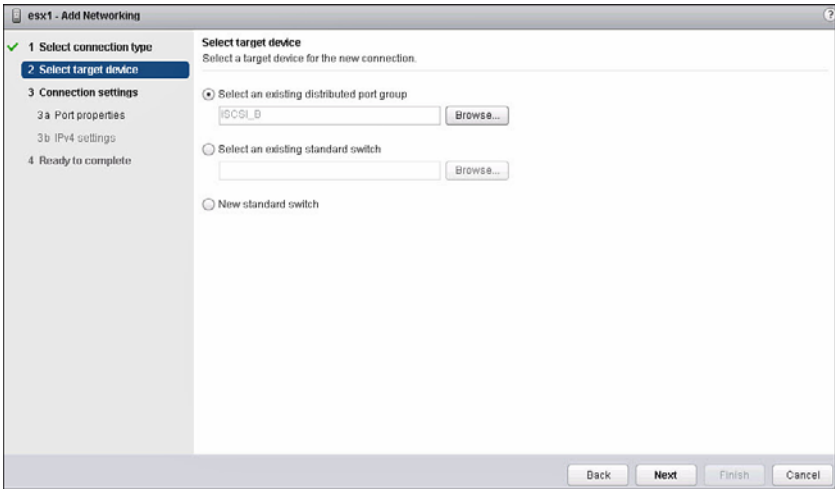 esx1 - Add Networking
?
1 Select connection type
2 Select target device
3 Connection settings
3a Port properties
3b IPv4 settings
4 Ready to complete
Select target device
Select a target device for the new connection.
Select an existing distributed port group
iSCSI_B
Browse...
Select an existing standard switch
Browse...
New standard switch
Back
Next
Finish
Cancel